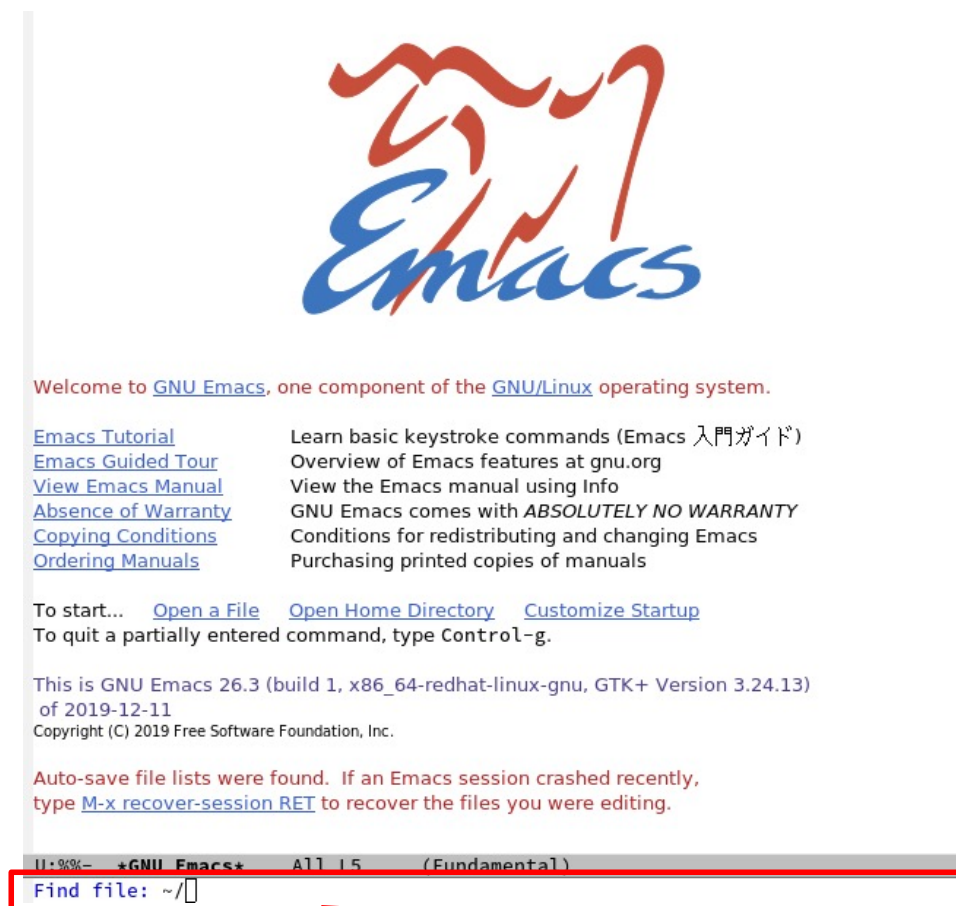 Emacs
Welcome to GNU Emacs, one component of the GNU/Linux operating system.
Emacs Tutorial Learn basic keystroke commands (Emacs 入門ガイド)
Emacs Guided Tour Overview of Emacs features at gnu.org
View Emacs Manual View the Emacs manual using Info
Absence of Warranty GNU Emacs comes with ABSOLUTELY NO WARRANTY
Copying Conditions Conditions for redistributing and changing Emacs
Ordering Manuals Purchasing printed copies of manuals
To start... Open a File Open Home Directory Customize Startup
To quit a partially entered command, type Control-g.
This is GNU Emacs 26.3 (build 1, x86_64-redhat-linux-gnu, GTK+ Version 3.24.13)
of 2019-12-11
Copyright (C) 2019 Free Software Foundation, Inc.
Auto-save file lists were found. If an Emacs session crashed recently,
type M-x recover-session RET to recover the files you were editing.
U:%%- *GNU Emacs* All L5 (Fundamental)
Find file: ~/